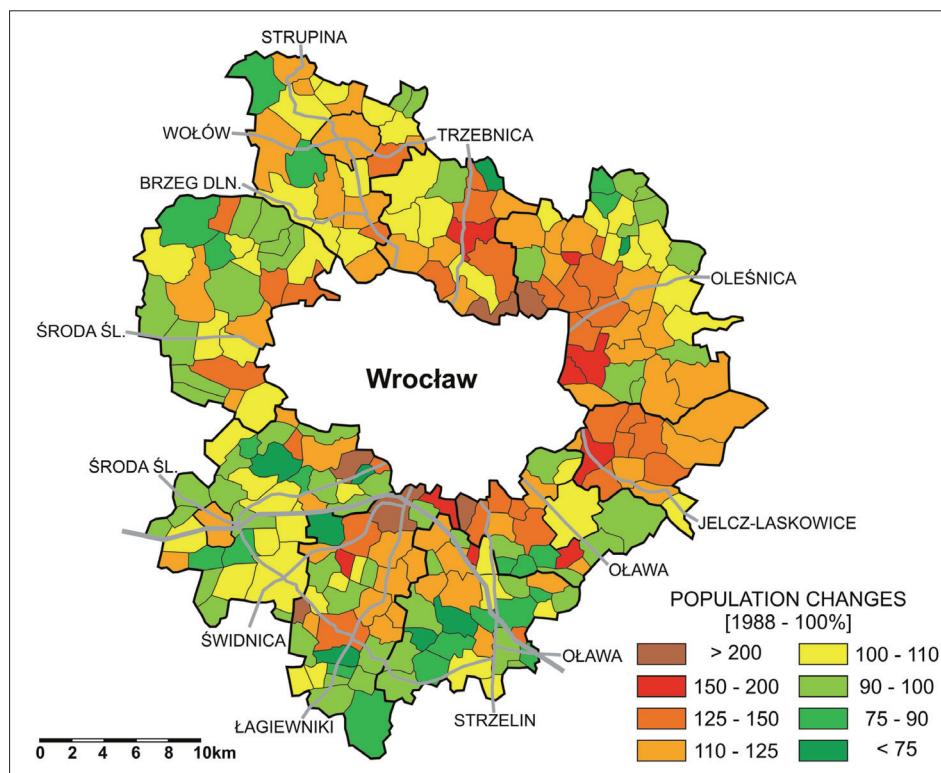 STRUPINA
WOŁÓW
TRZEBNICA
BRZEG DLN.
OLEŚNICA
ŚRODA ŚL.
Wrocław
ŚRODA ŚL.
JELCZ-LASKOWICE
OŁAWA
ŚWIDNICA
OŁAWA
ŁAGIEWNIKI
STRZELIN
POPULATION CHANGES
[1988 - 100%]
> 200
100 - 110
150 - 200
90 - 100
125 - 150
75 - 90
110 - 125
< 75
0 2 4 6 8 10km